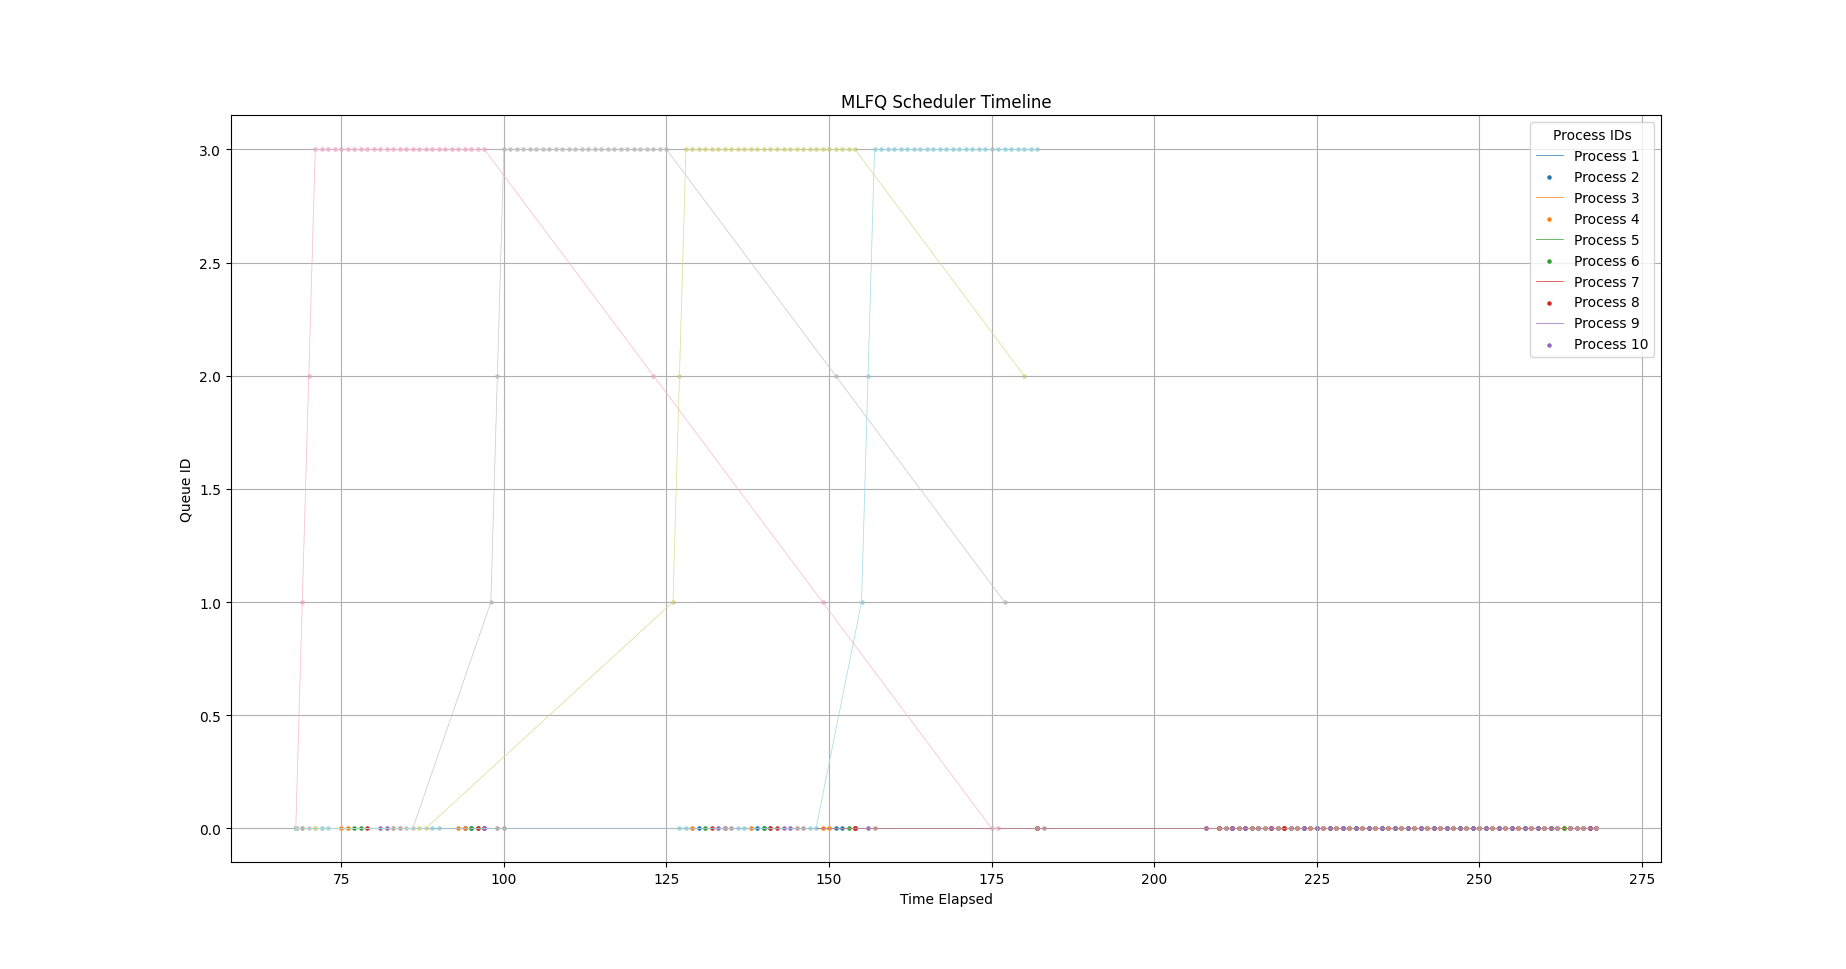 MLFQ Scheduler Timeline
Process IDs
Process 1
Process 2
Process 3
Process 4
Process 5
Process 6
Process 7
Process 8
Process 9
Process 10
3.0
2.5
2.0
1.5
1.0
0.5
0.0
Queue ID
75 100 125 150 175 200 225 250 275
Time Elapsed